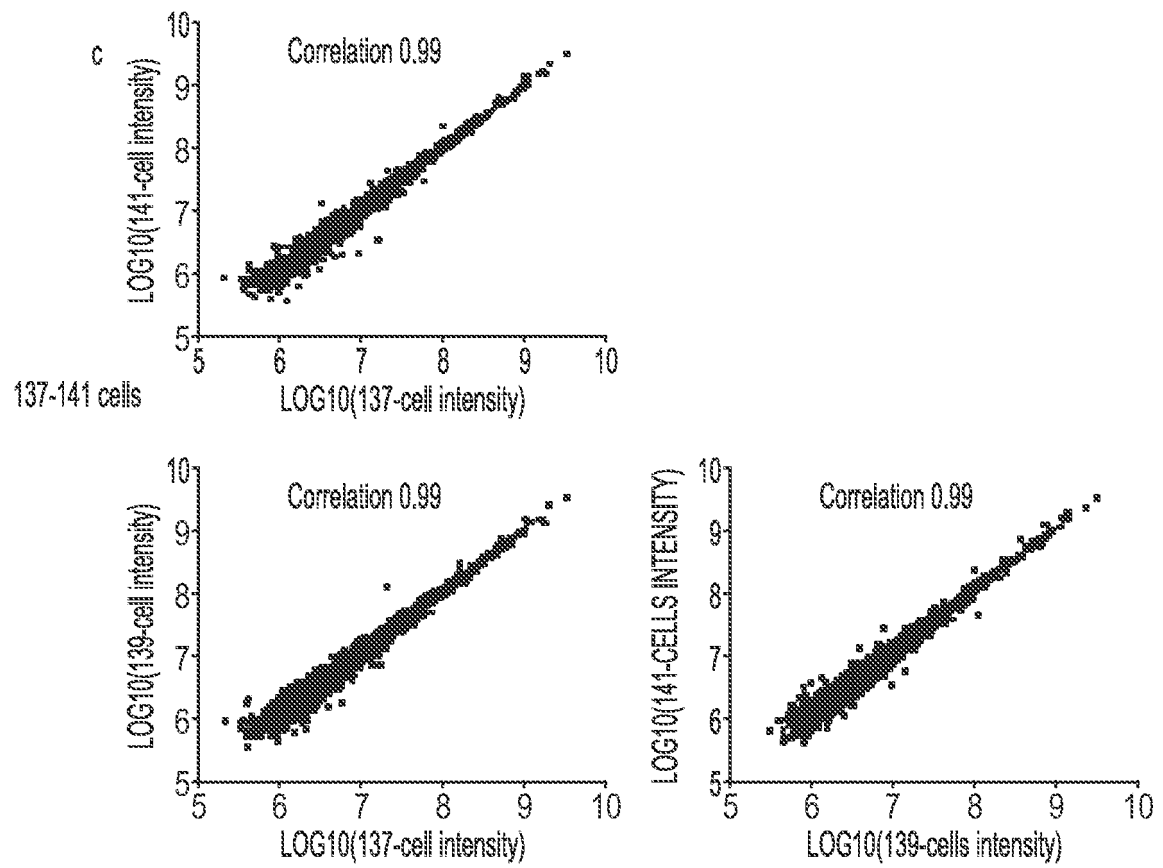 c
Correlation 0.99
LOG10(141-cell intensity)
10
9
8
7
6
5
5 6 7 8 9 10
LOG10(137-cell intensity)
137-141 cells
Correlation 0.99
LOG10(139-cell intensity)
10
9
8
7
6
5
5 6 7 8 9 10
LOG10(137-cell intensity)
Correlation 0.99
LOG10(141-CELLS INTENSITY)
10
9
8
7
6
5
5 6 7 8 9 10
LOG10(139-cells intensity)